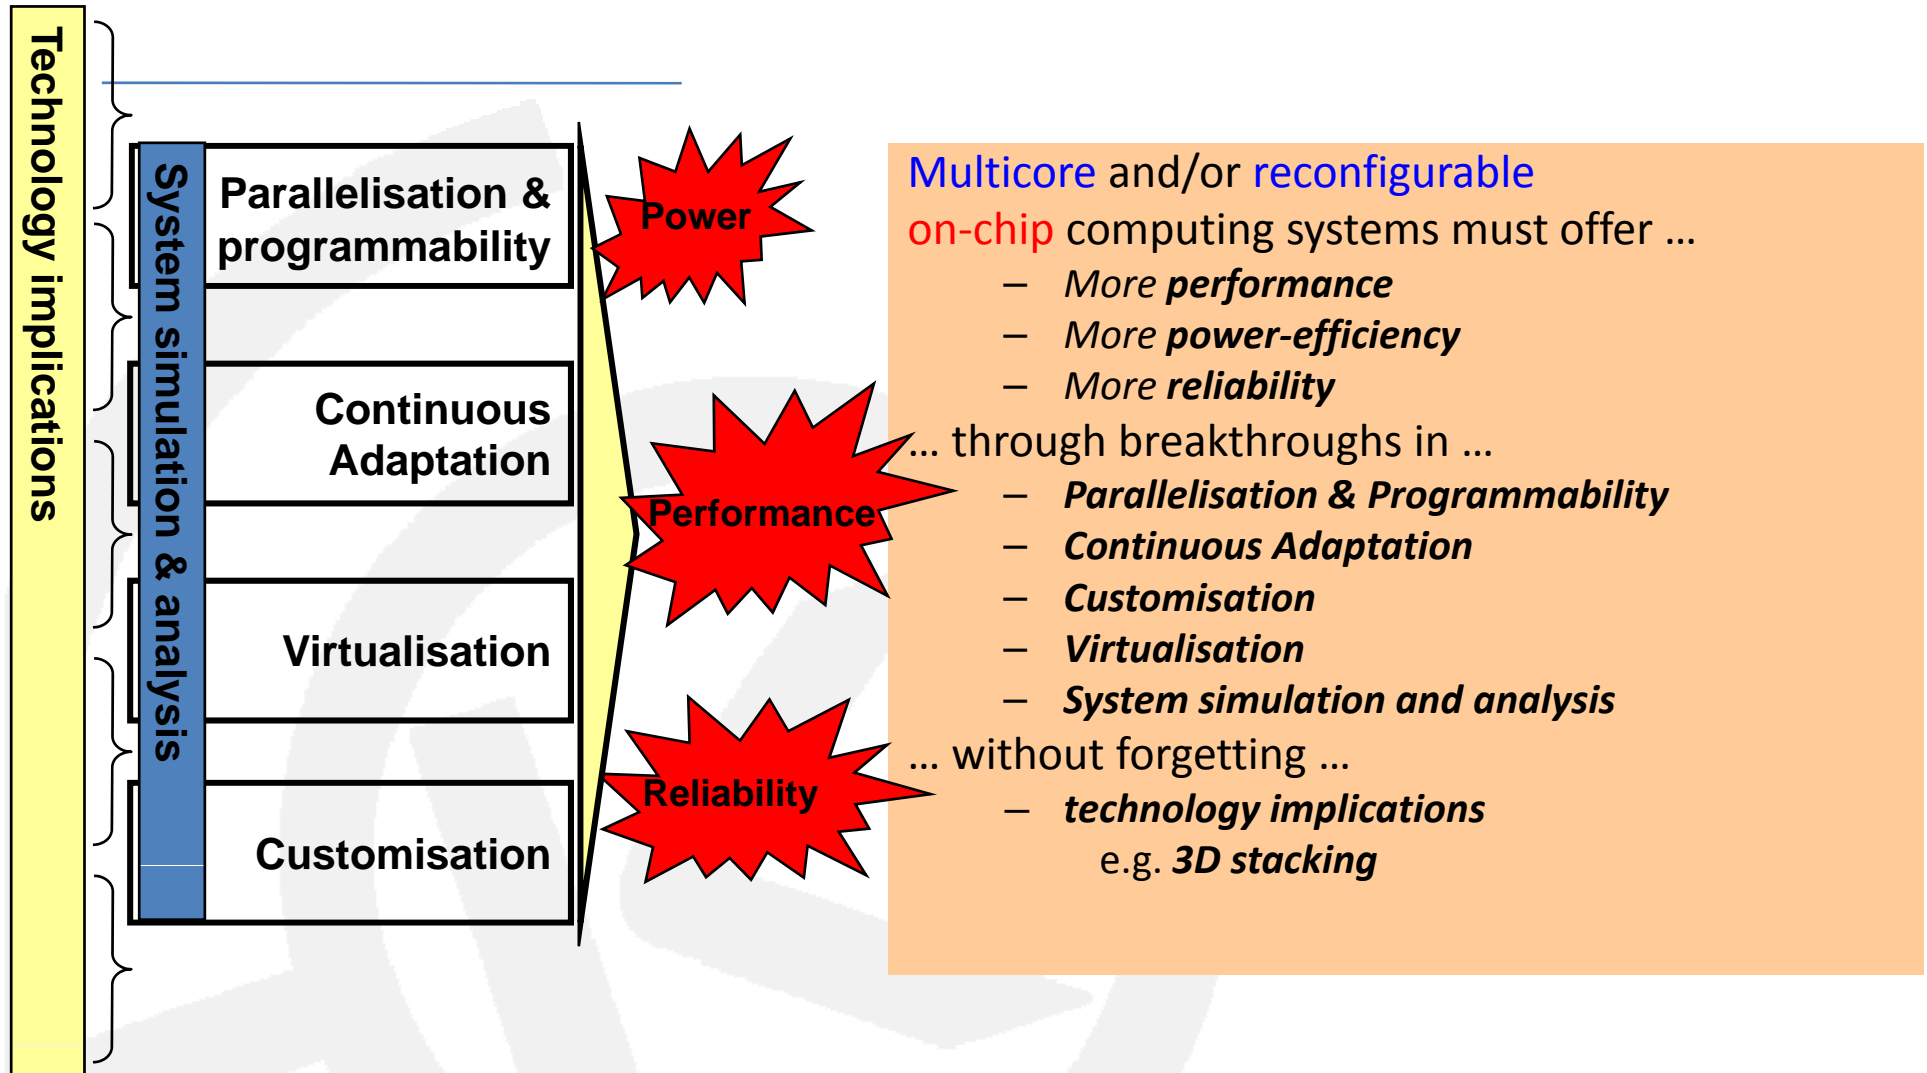 Technology implications
System simulation & analysis
Parallelisation &
programmability
Continuous
Adaptation
Virtualisation
Customisation
Power
Performance
Reliability
Multicore and/or reconfigurable
on-chip computing systems must offer …
– More performance
– More power-efficiency
– More reliability
… through breakthroughs in …
– Parallelisation & Programmability
– Continuous Adaptation
– Customisation
– Virtualisation
– System simulation and analysis
… without forgetting …
– technology implications
e.g. 3D stacking